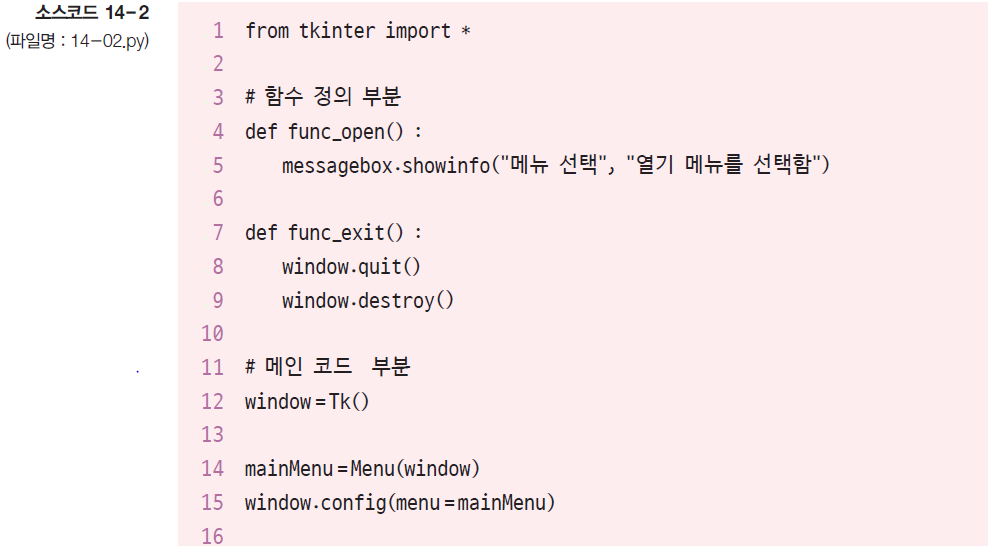 소스코드 14-2
(파일명 : 14-02.py)
1 from tkinter import *
2
3 # 함수 정의 부분
4 def func_open() :
5     messagebox.showinfo("메뉴 선택", "열기 메뉴를 선택함")
6
7 def func_exit() :
8     window.quit()
9     window.destroy()
10
11 # 메인 코드 부분
12 window=Tk()
13
14 mainMenu=Menu(window)
15 window.config(menu=mainMenu)
16